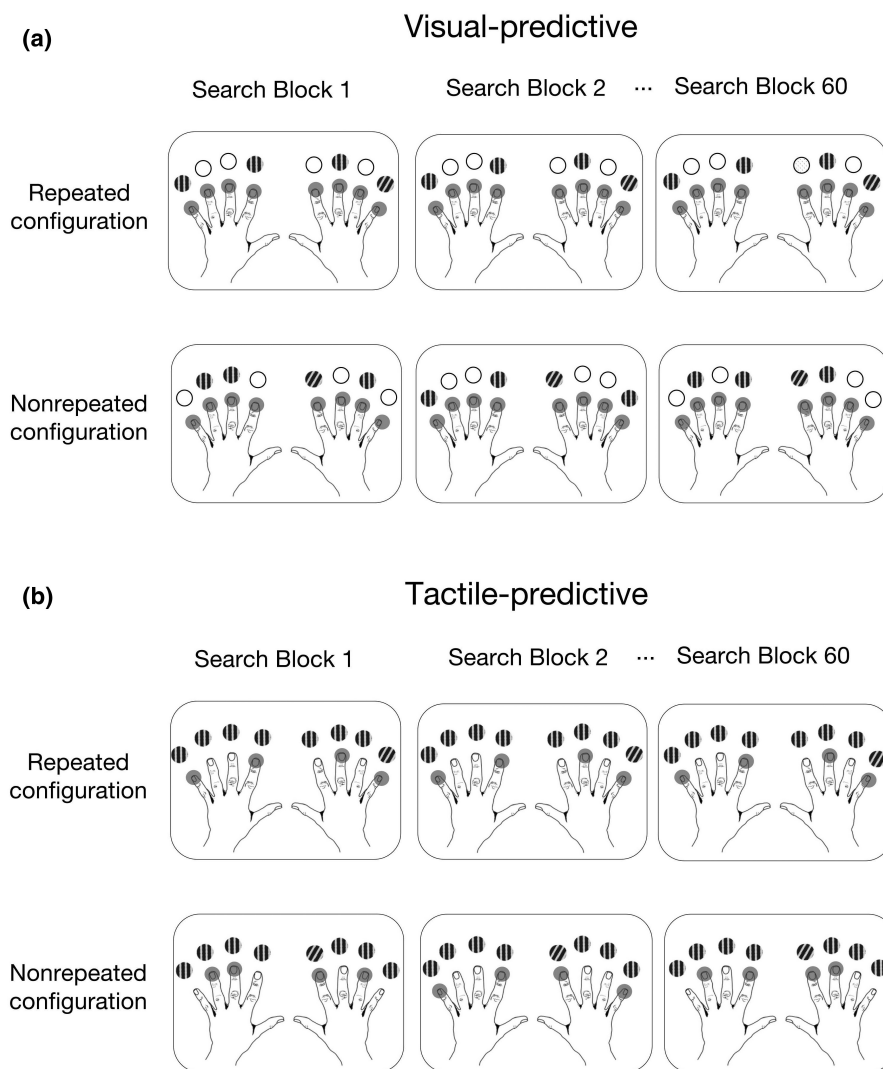 (a)
Visual-predictive
Search Block 1 Search Block 2 ... Search Block 60
Repeated
configuration
Nonrepeated
configuration
(b)
Tactile-predictive
Search Block 1 Search Block 2 ... Search Block 60
Repeated
configuration
Nonrepeated
configuration